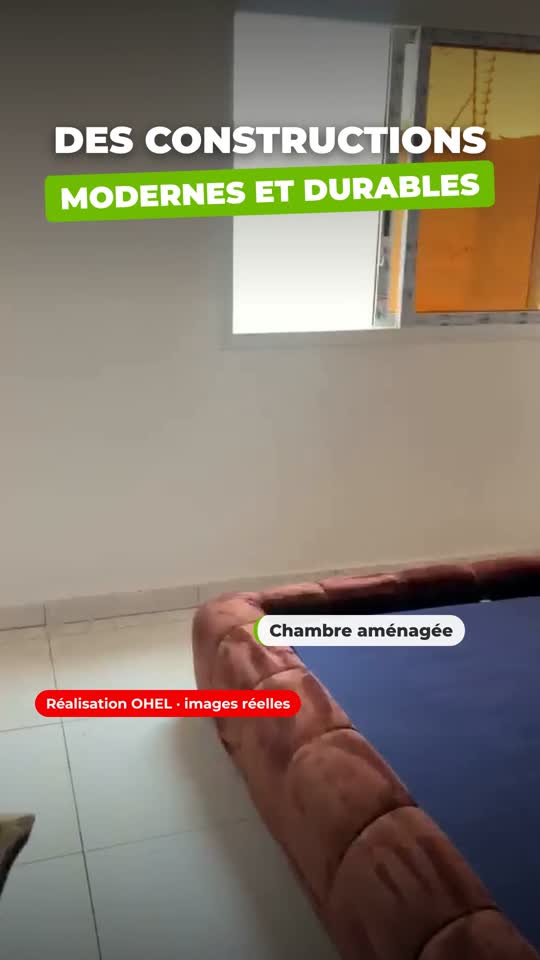 DES CONSTRUCTIONS
MODERNES ET DURABLES
Chambre aménagée
Réalisation OHEL · images réelles